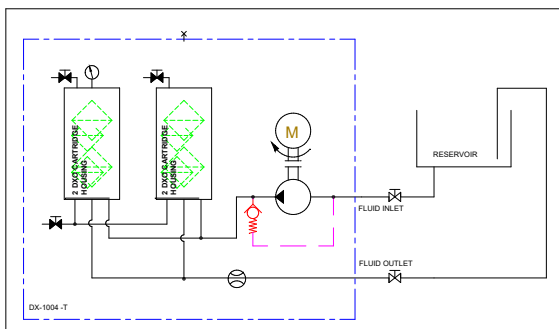 2 DXO CARTRIDGE
HOUSING
2 DXO CARTRIDGE
HOUSING
M
RESERVOIR
FLUID INLET
FLUID OUTLET
DX-1004 -T